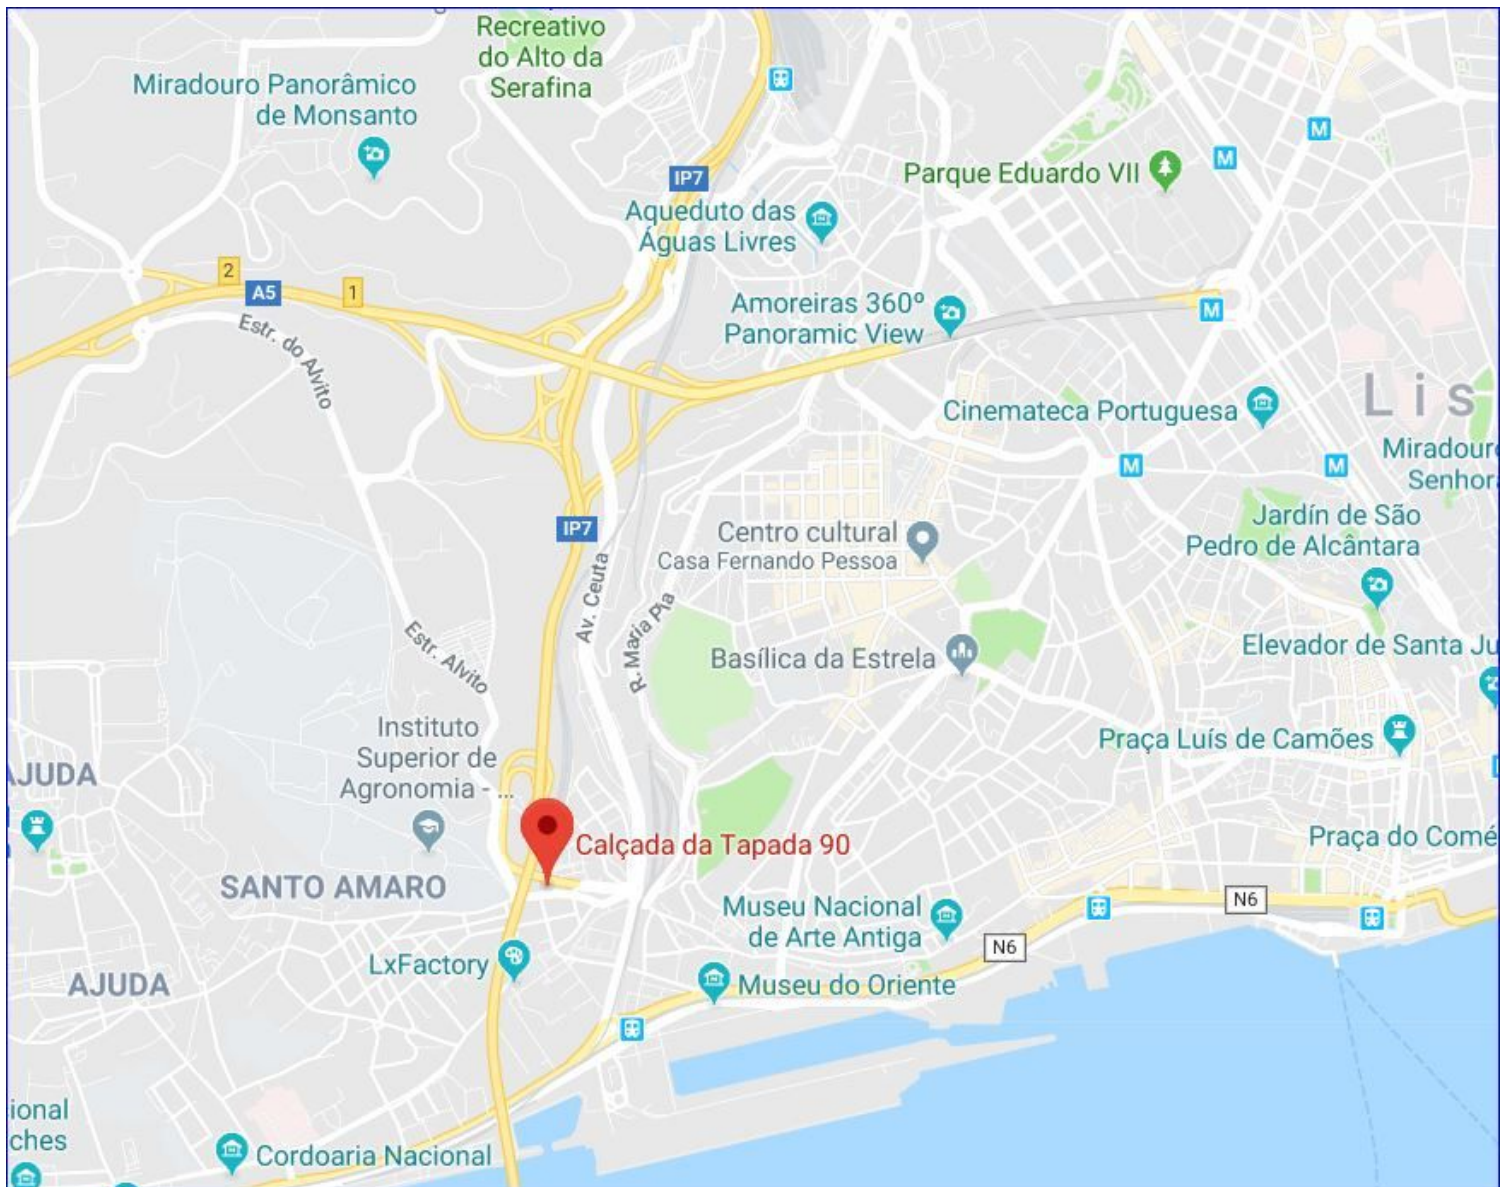 Recreativo
do Alto da
Serafina
Miradouro Panorâmico
de Monsanto
M
M
IP7
Parque Eduardo VII
Aqueduto das
Águas Livres
2
A5
1
Amoreiras 360º
Panoramic View
M
Estr. do Alvito
Lis
Cinemateca Portuguesa
Miradour
Senhor
M
M
IP7
Centro cultural
Casa Fernando Pessoa
Jardín de São
Pedro de Alcântara
Av. Ceuta
R. Maria Pia
Estr. Alvito
Basílica da Estrela
Elevador de Santa Ju
Instituto
Superior de
Agronomia - ...
Praça Luís de Camões
AJUDA
Calçada da Tapada 90
Praça do Comé
SANTO AMARO
Museu Nacional
de Arte Antiga
N6
N6
LxFactory
AJUDA
Museu do Oriente
ional
ches
Cordoaria Nacional